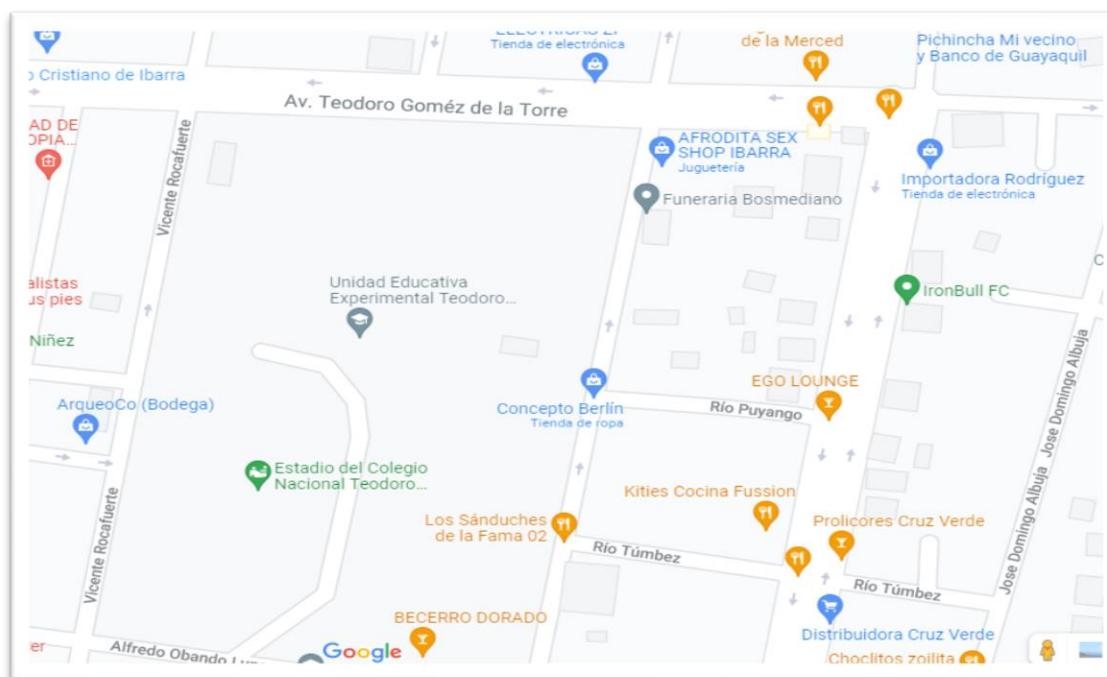 de la Merced
Tienda de electrónica
Pichincha Mi vecino
y Banco de Guayaquil
o Cristiano de Ibarra
Av. Teodoro Goméz de la Torre
AD DE
OPIA...
AFRODITA SEX
SHOP IBARRA
Juguetería
Importadora Rodríguez
Tienda de electrónica
Funeraria Bosmediano
Vicente Rocafuerte
alistas
us pies
Unidad Educativa
Experimental Teodoro...
IronBull FC
Niñez
EGO LOUNGE
ArqueoCo (Bodega)
Concepto Berlín
Tienda de ropa
Río Puyango
Jose Domingo Albuja
Jose Domingo Albuja
Estadio del Colegio
Nacional Teodoro...
Kities Cocina Fussion
Vicente Rocafuerte
Los Sánduches
de la Fama 02
Prolicores Cruz Verde
Río Túmbez
Río Túmbez
BECERRO DORADO
Distribuidora Cruz Verde
Alfredo Obando
Google
Choclitos zoilita